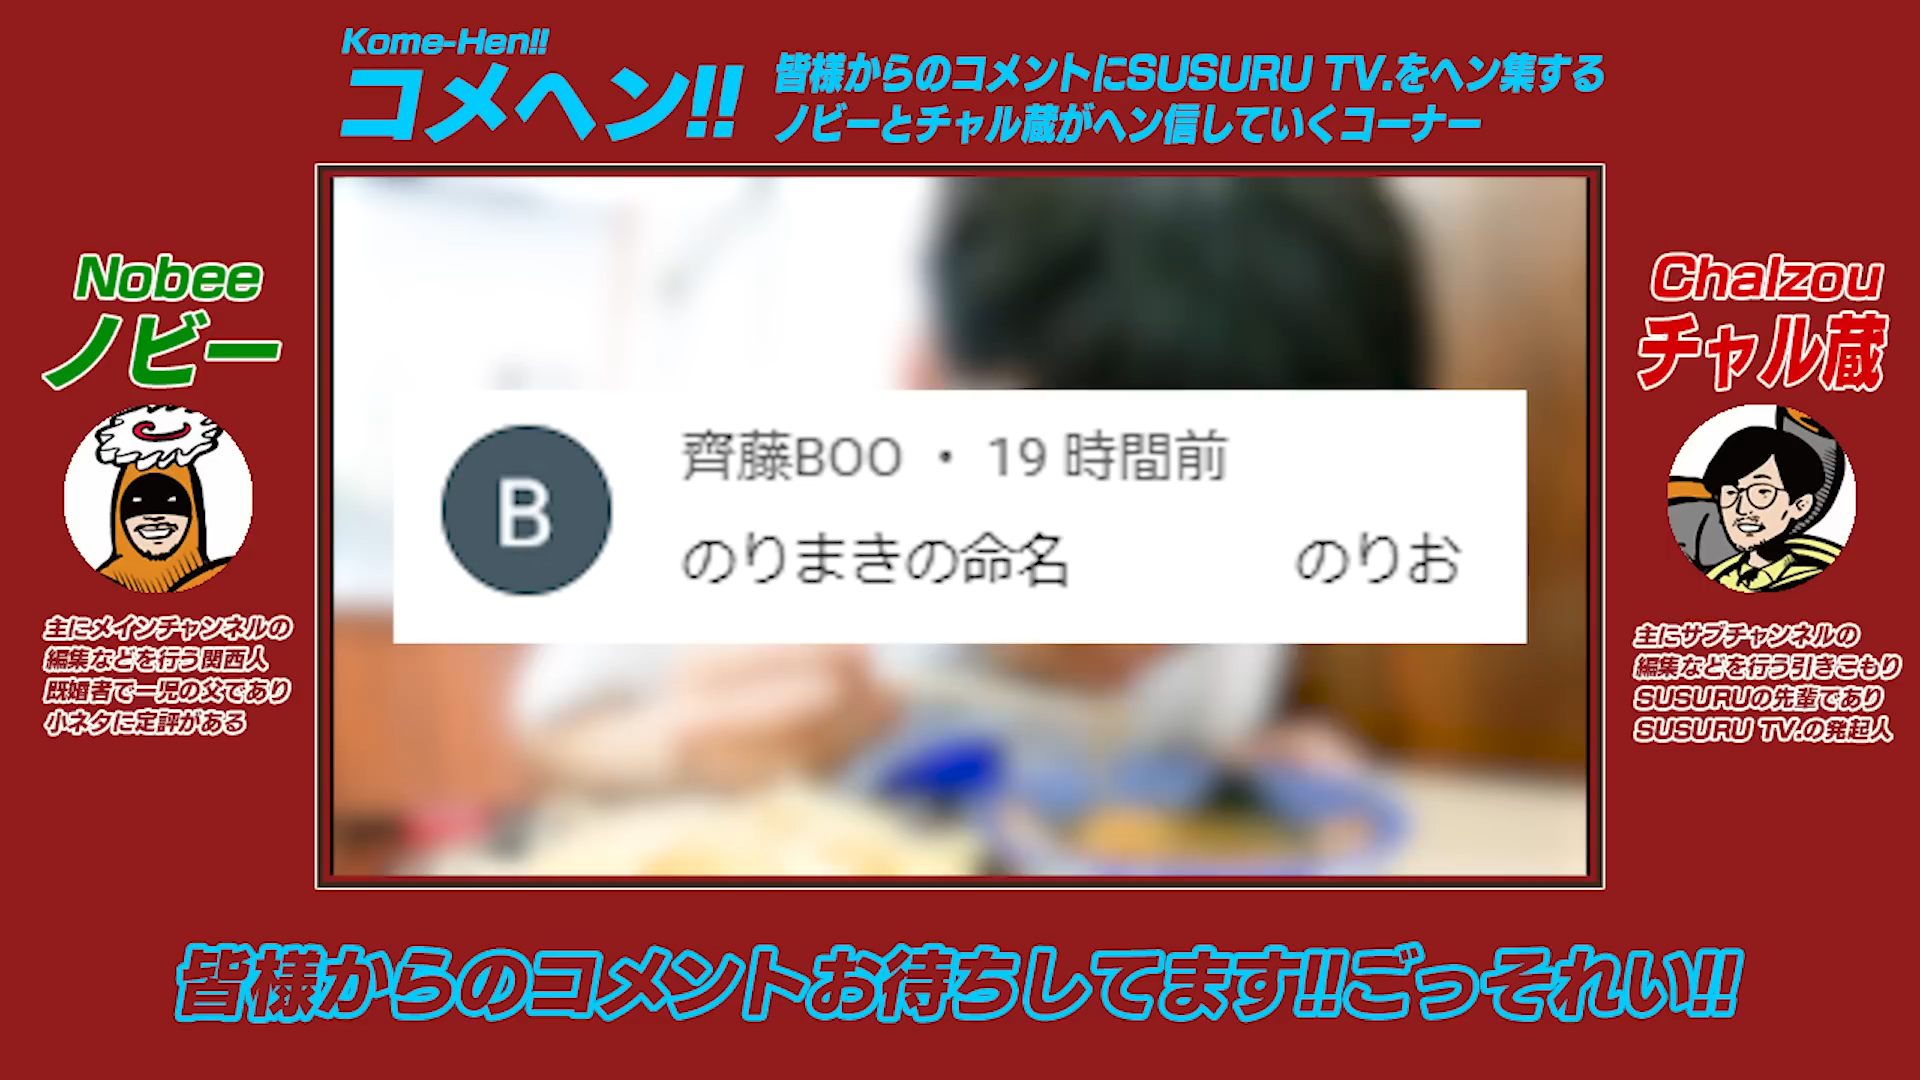 Kome-Hen!!
コメヘン!!
皆様からのコメントにSUSURU TV.をヘン集する
ノビーとチャル蔵がヘン信していくコーナー
Nobee
ノビー
主にメインチャンネルの
編集などを行う関西人
既婚者で一児の父であり
小ネタに定評がある
B
齊藤BOO ・ 19 時間前
のりまきの命名 のりお
Chalzou
チャル蔵
主にサブチャンネルの
編集などを行う引きこもり
SUSURUの先輩であり
SUSURU TV.の発起人
皆様からのコメントお待ちしてます!!ごっそれい!!